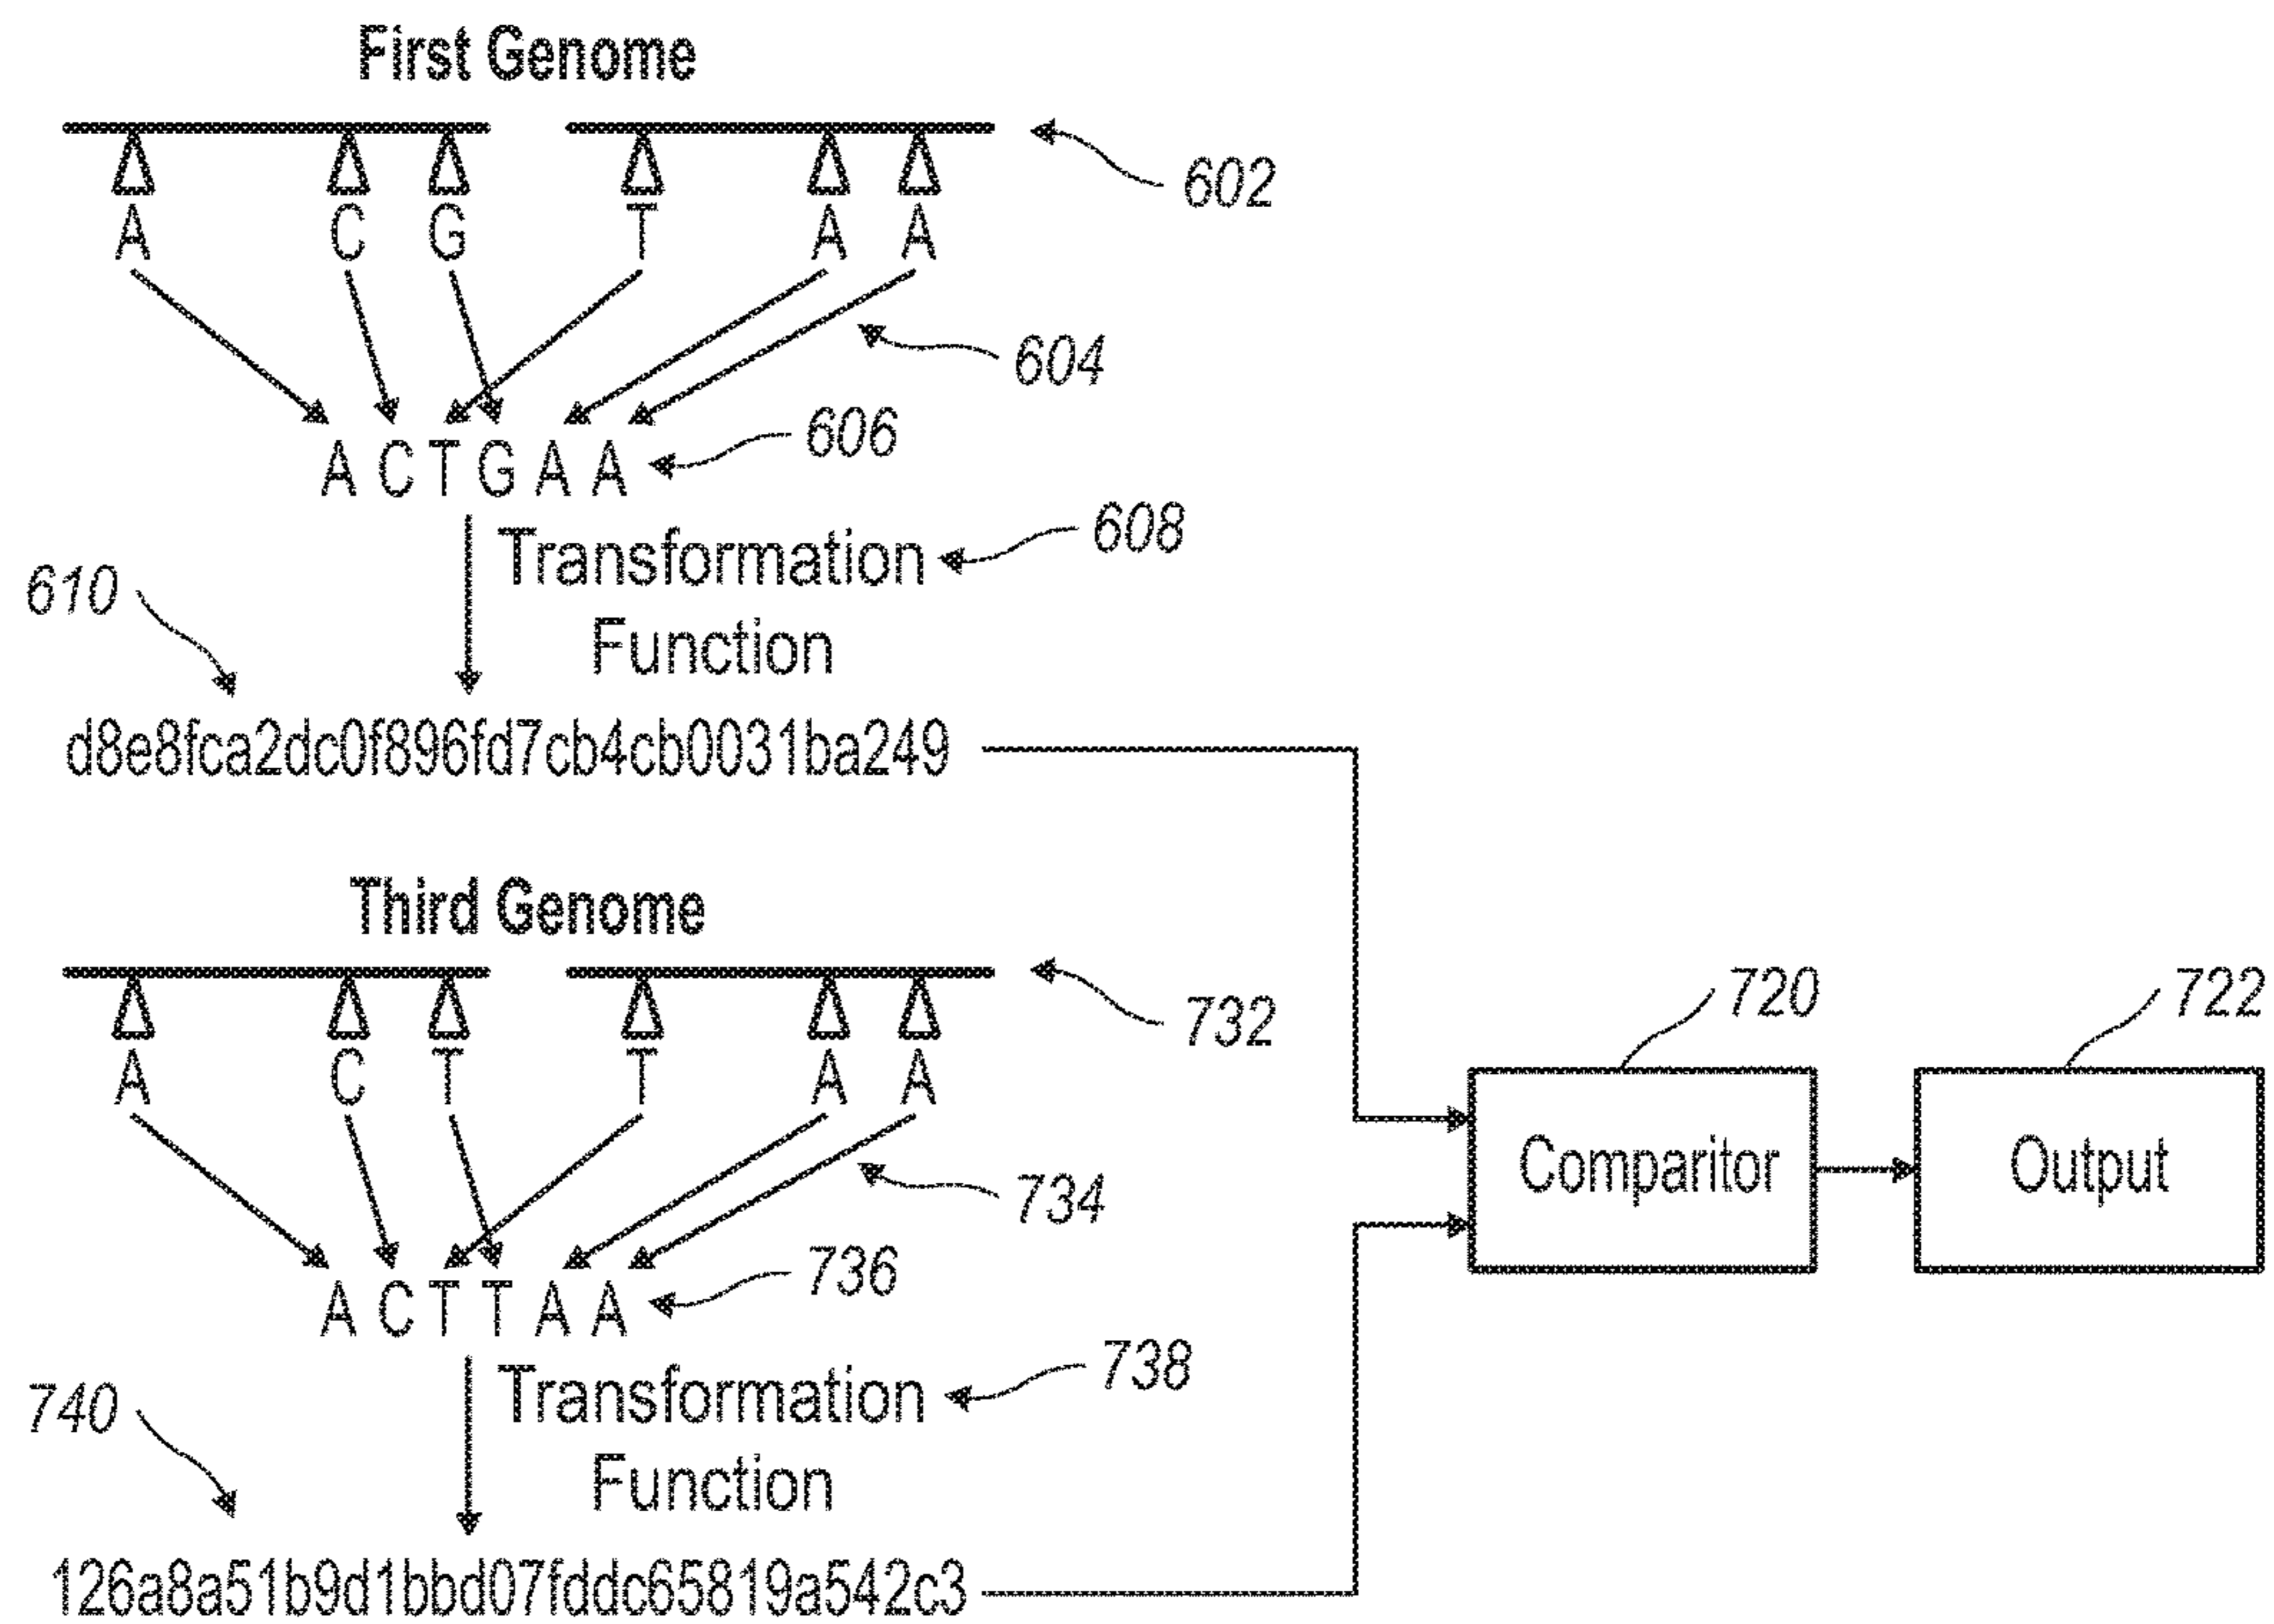 First Genome
602
A C G T A A
604
A C T G A A
606
608
Transformation
Function
610
d8e8fca2dc0f896fd7cb4cb0031ba249
Third Genome
732
A C T T A A
734
A C T T A A
736
738
Transformation
Function
740
126a8a51b9d1bbd07fddc65819a542c3
720
Comparitor
722
Output